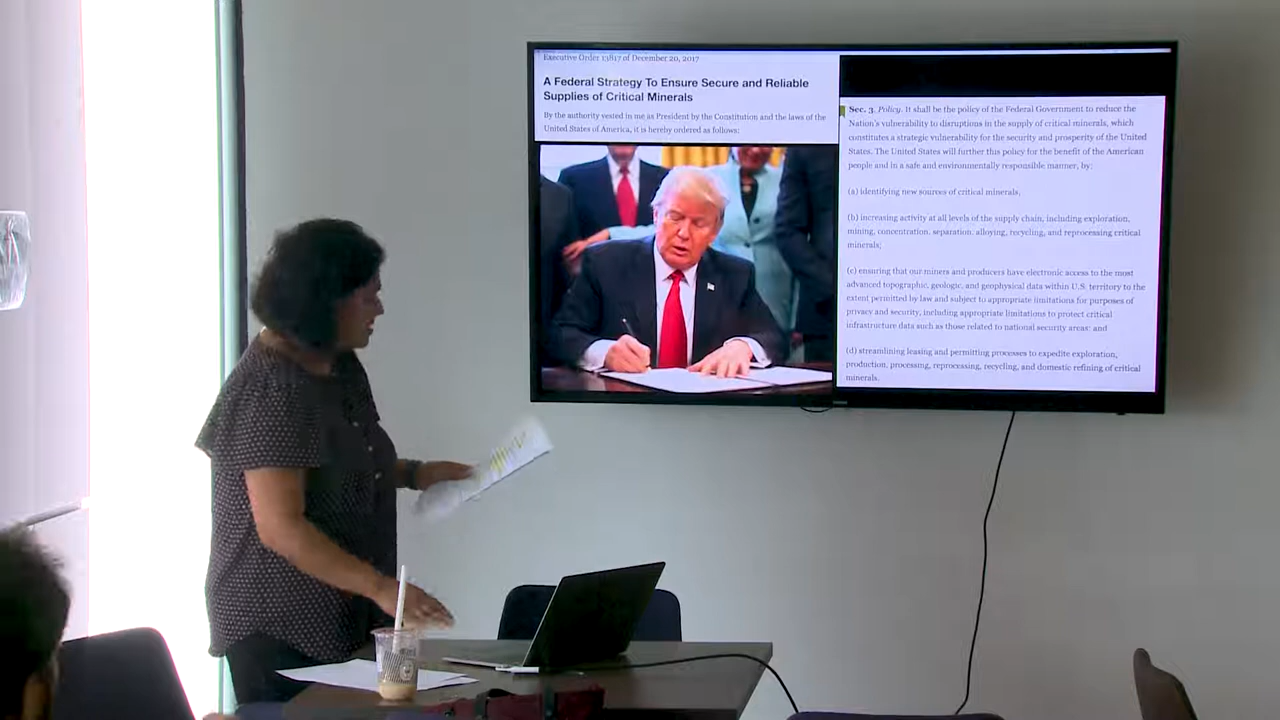 Executive Order 13817 of December 20, 2017
A Federal Strategy To Ensure Secure and Reliable
Supplies of Critical Minerals
By the authority vested in me as President by the Constitution and the laws of the
United States of America, it is hereby ordered as follows:
Sec. 3. Policy. It shall be the policy of the Federal Government to reduce the
Nation's vulnerability to disruptions in the supply of critical minerals, which
constitutes a strategic vulnerability for the security and prosperity of the United
States. The United States will further this policy for the benefit of the American
people and in a safe and environmentally responsible manner, by:
(a) identifying new sources of critical minerals,
(b) increasing activity at all levels of the supply chain, including exploration,
mining, concentration, separation, alloying, recycling, and reprocessing critical
minerals;
(c) ensuring that our miners and producers have electronic access to the most
advanced topographic, geologic, and geophysical data within U.S. territory to the
extent permitted by law and subject to appropriate limitations for purposes of
privacy and security, including appropriate limitations to protect critical
infrastructure data such as those related to national security areas; and
(d) streamlining leasing and permitting processes to expedite exploration,
production, processing, reprocessing, recycling, and domestic refining of critical
minerals.